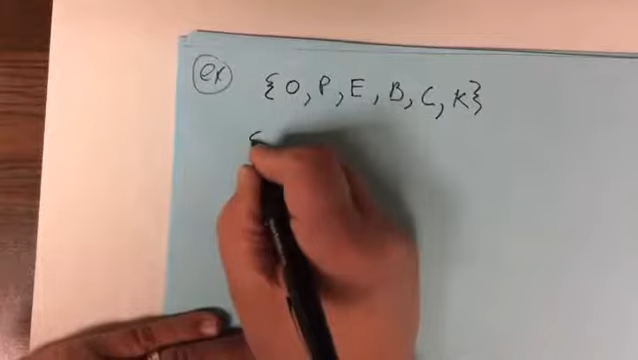 ex {O, P, E, B, C, K}